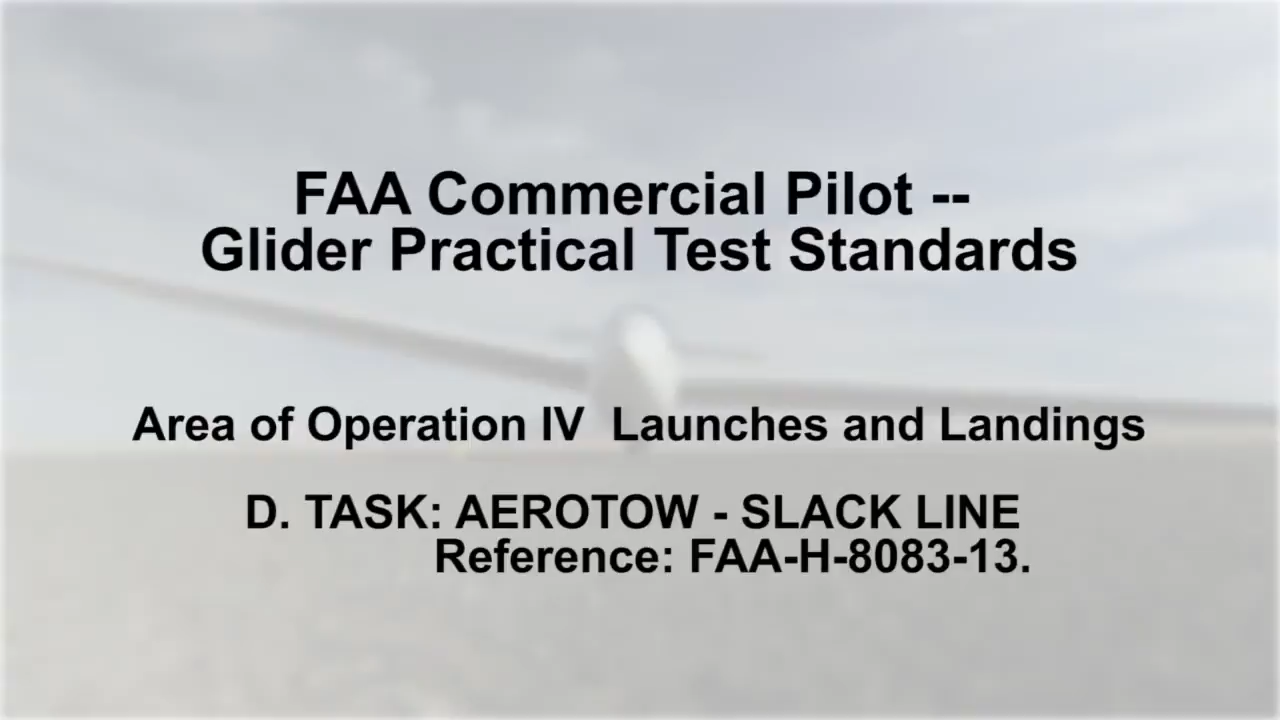 FAA Commercial Pilot --
Glider Practical Test Standards
Area of Operation IV  Launches and Landings
D. TASK: AEROTOW - SLACK LINE
Reference: FAA-H-8083-13.